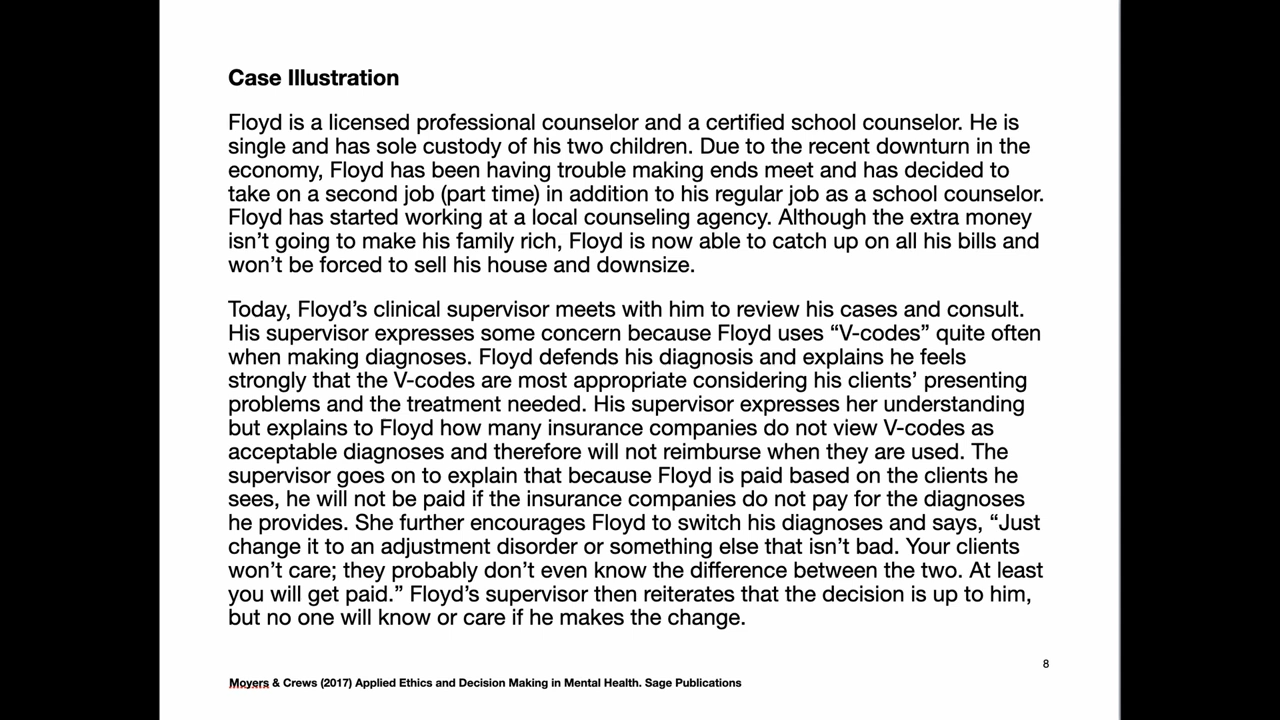 Case Illustration
Floyd is a licensed professional counselor and a certified school counselor. He is
single and has sole custody of his two children. Due to the recent downturn in the
economy, Floyd has been having trouble making ends meet and has decided to
take on a second job (part time) in addition to his regular job as a school counselor.
Floyd has started working at a local counseling agency. Although the extra money
isn’t going to make his family rich, Floyd is now able to catch up on all his bills and
won’t be forced to sell his house and downsize.
Today, Floyd’s clinical supervisor meets with him to review his cases and consult.
His supervisor expresses some concern because Floyd uses “V-codes” quite often
when making diagnoses. Floyd defends his diagnosis and explains he feels
strongly that the V-codes are most appropriate considering his clients’ presenting
problems and the treatment needed. His supervisor expresses her understanding
but explains to Floyd how many insurance companies do not view V-codes as
acceptable diagnoses and therefore will not reimburse when they are used. The
supervisor goes on to explain that because Floyd is paid based on the clients he
sees, he will not be paid if the insurance companies do not pay for the diagnoses
he provides. She further encourages Floyd to switch his diagnoses and says, “Just
change it to an adjustment disorder or something else that isn’t bad. Your clients
won’t care; they probably don’t even know the difference between the two. At least
you will get paid.” Floyd’s supervisor then reiterates that the decision is up to him,
but no one will know or care if he makes the change.
8
Moyers & Crews (2017) Applied Ethics and Decision Making in Mental Health. Sage Publications